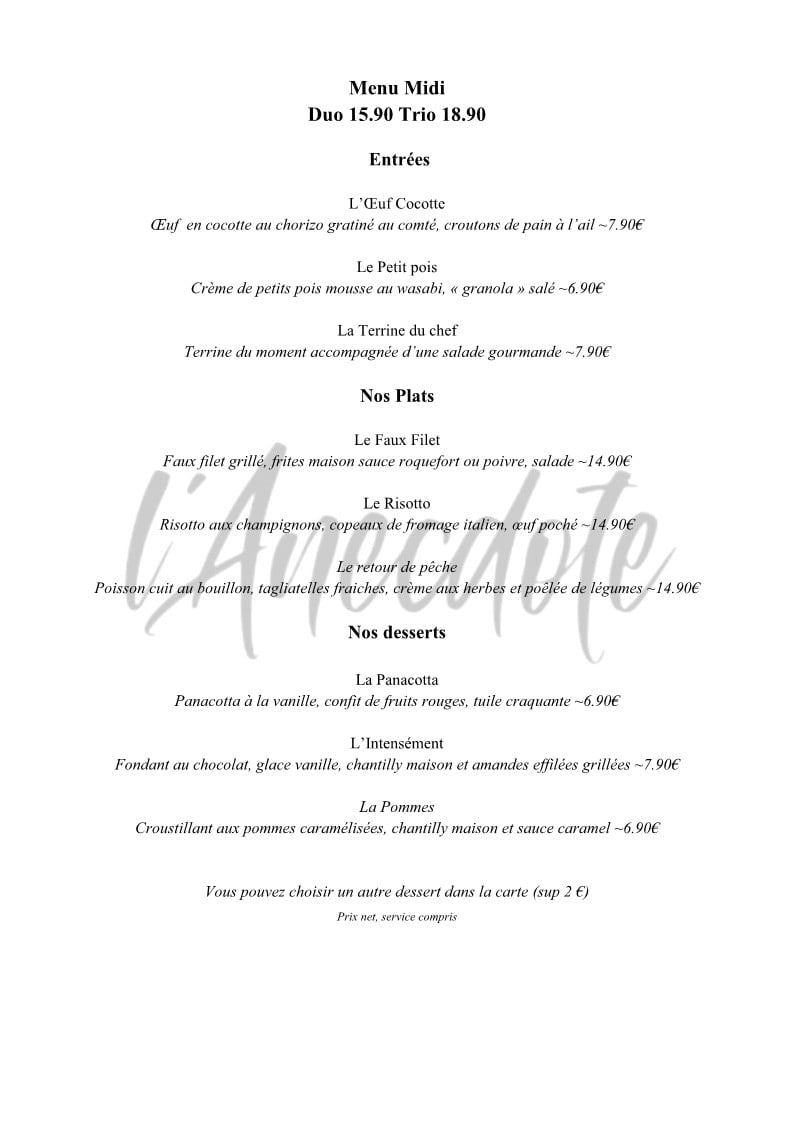 Menu Midi
Duo 15.90 Trio 18.90
Entrées
L’Œuf Cocotte
Œuf  en cocotte au chorizo gratiné au comté, croutons de pain à l’ail ~7.90€
Le Petit pois
Crème de petits pois mousse au wasabi, « granola » salé ~6.90€
La Terrine du chef
Terrine du moment accompagnée d’une salade gourmande ~7.90€
Nos Plats
Le Faux Filet
Faux filet grillé, frites maison sauce roquefort ou poivre, salade ~14.90€
Le Risotto
Risotto aux champignons, copeaux de fromage italien, œuf poché ~14.90€
l'Anecdote
Le retour de pêche
Poisson cuit au bouillon, tagliatelles fraiches, crème aux herbes et poêlée de légumes ~14.90€
Nos desserts
La Panacotta
Panacotta à la vanille, confit de fruits rouges, tuile craquante ~6.90€
L’Intensément
Fondant au chocolat, glace vanille, chantilly maison et amandes effilées grillées ~7.90€
La Pommes
Croustillant aux pommes caramélisées, chantilly maison et sauce caramel ~6.90€
Vous pouvez choisir un autre dessert dans la carte (sup 2 €)
Prix net, service compris